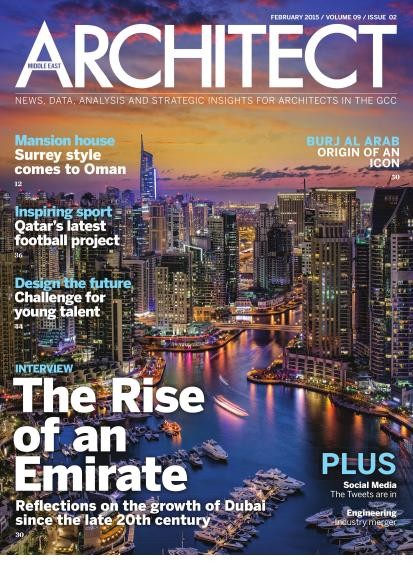 FEBRUARY 2015 / VOLUME 09 / ISSUE 02
ARCHITECT
MIDDLE EAST
NEWS, DATA, ANALYSIS AND STRATEGIC INSIGHTS FOR ARCHITECTS IN THE GCC
Mansion house
Surrey style
comes to Oman
12
BURJ AL ARAB
ORIGIN OF AN
ICON
50
Inspiring sport
Qatar's latest
football project
36
Design the future
Challenge for
young talent
44
INTERVIEW
The Rise
of an
Emirate
Reflections on the growth of Dubai
since the late 20th century
30
PLUS
Social Media
The Tweets are in
Engineering
Industry merger